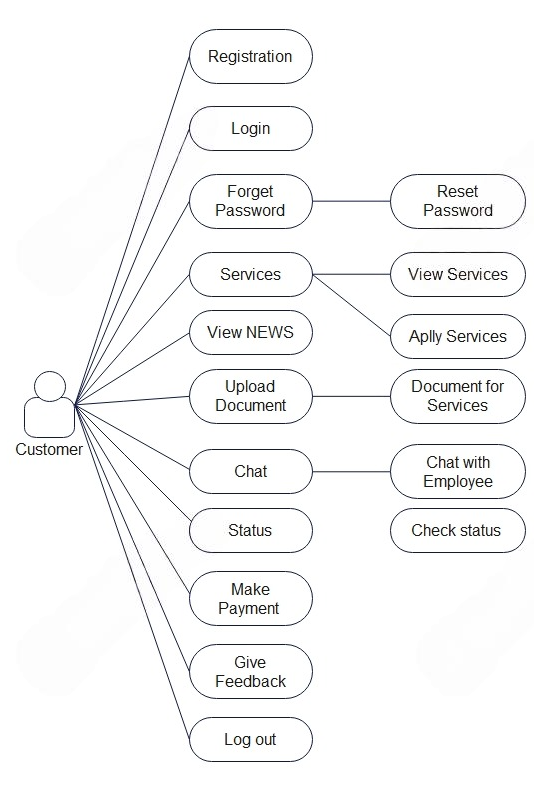 Registration
Login
Forget
Password
Reset
Password
Services
View Services
View NEWS
Aplly Services
Upload
Document
Document for
Services
Customer
Chat
Chat with
Employee
Status
Check status
Make
Payment
Give
Feedback
Log out